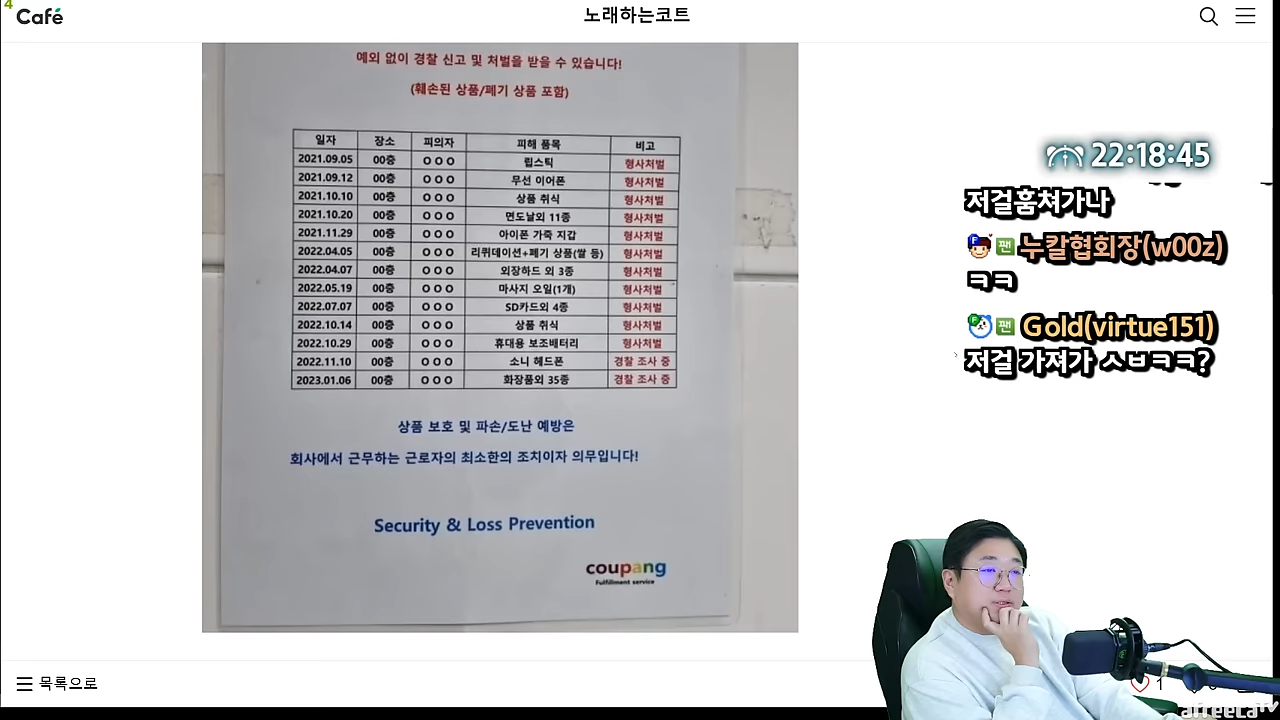 4
Café
노래하는코트
예외 없이 경찰 신고 및 처벌을 받을 수 있습니다!
(훼손된 상품/폐기 상품 포함)
일자 장소 피의자 피해 품목 비고
2021.09.05 00층 O O O 립스틱 형사처벌
2021.09.12 00층 O O O 무선 이어폰 형사처벌
2021.10.10 00층 O O O 상품 취식 형사처벌
2021.10.20 00층 O O O 면도날외 11종 형사처벌
2021.11.29 00층 O O O 아이폰 가죽 지갑 형사처벌
2022.04.05 00층 O O O 리퀴데이션+폐기 상품(쌀 등) 형사처벌
2022.04.07 00층 O O O 외장하드 외 3종 형사처벌
2022.05.19 00층 O O O 마사지 오일(1개) 형사처벌
2022.07.07 00층 O O O SD카드외 4종 형사처벌
2022.10.14 00층 O O O 상품 취식 형사처벌
2022.10.29 00층 O O O 휴대용 보조배터리 형사처벌
2022.11.10 00층 O O O 소니 헤드폰 경찰 조사 중
2023.01.06 00층 O O O 화장품외 35종 경찰 조사 중
상품 보호 및 파손/도난 예방은
회사에서 근무하는 근로자의 최소한의 조치이자 의무입니다!
Security & Loss Prevention
coupang
Fulfillment service
22:18:45
저걸훔쳐가나
F 팬 누칼협회장(w00z)
ㅋㅋ
F 팬 Gold(virtue151)
저걸 가져가 ㅅㅂㅋㅋ?
목록으로
1
afreecaTV